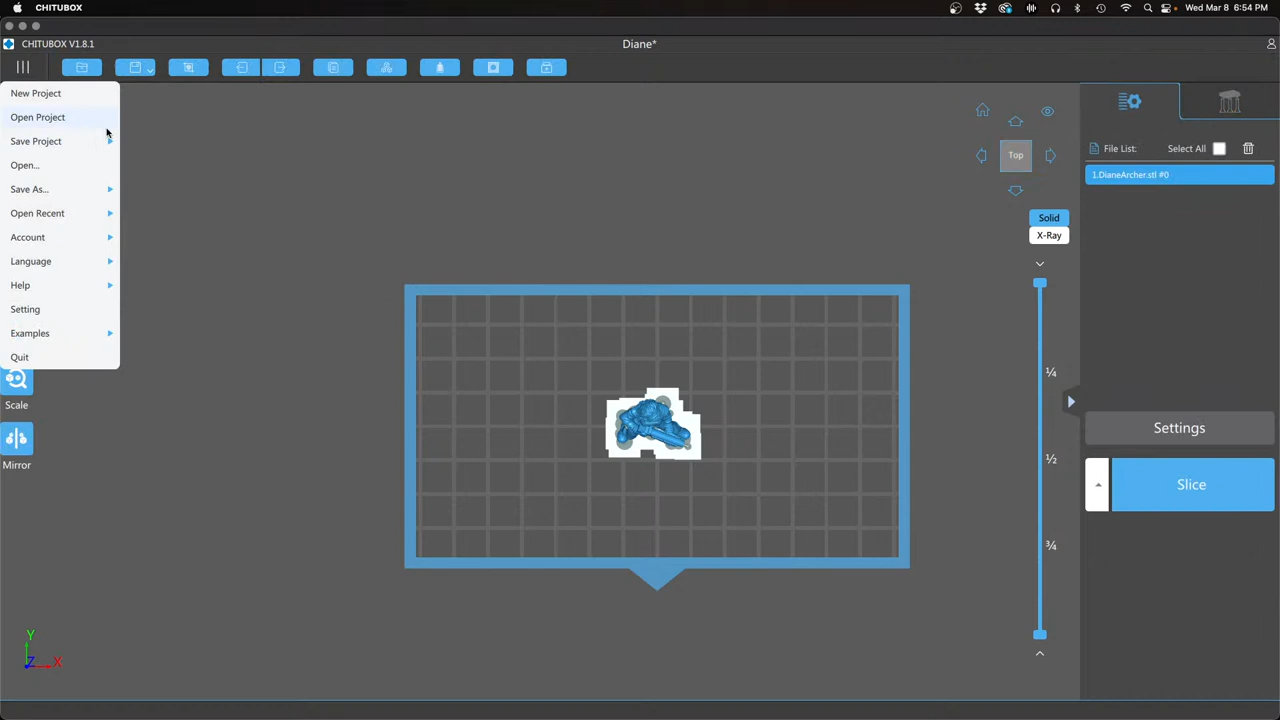 CHITUBOX
Wed Mar 8 6:54 PM
CHITUBOX V1.8.1
Diane*
New Project
Open Project
Save Project
Open...
Save As...
Open Recent
Account
Language
Help
Setting
Examples
Quit
Scale
Mirror
Top
Solid
X-Ray
¼
½
¾
File List:
Select All
1.DianeArcher.stl #0
Settings
Slice
Y
Z
X